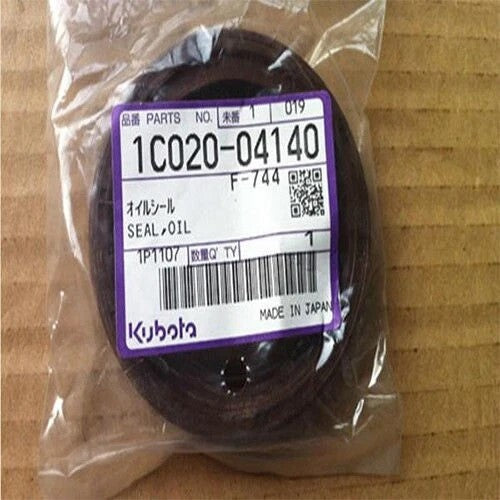 品番 PARTS NO. 未番 1 019
1C020-04140
F-744
オイルシール
SEAL,OIL
1P1107 数量Q'TY 1
MADE IN JAPAN
Kubota